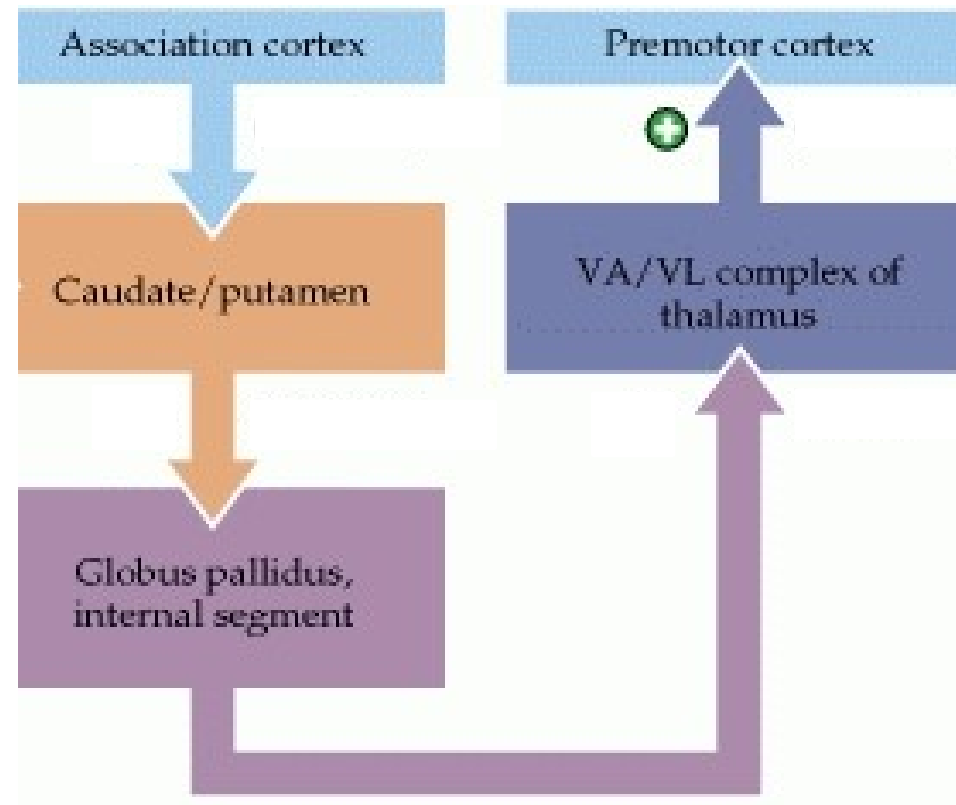 Association cortex
Premotor cortex
Caudate/putamen
VA/VL complex of
thalamus
Globus pallidus,
internal segment